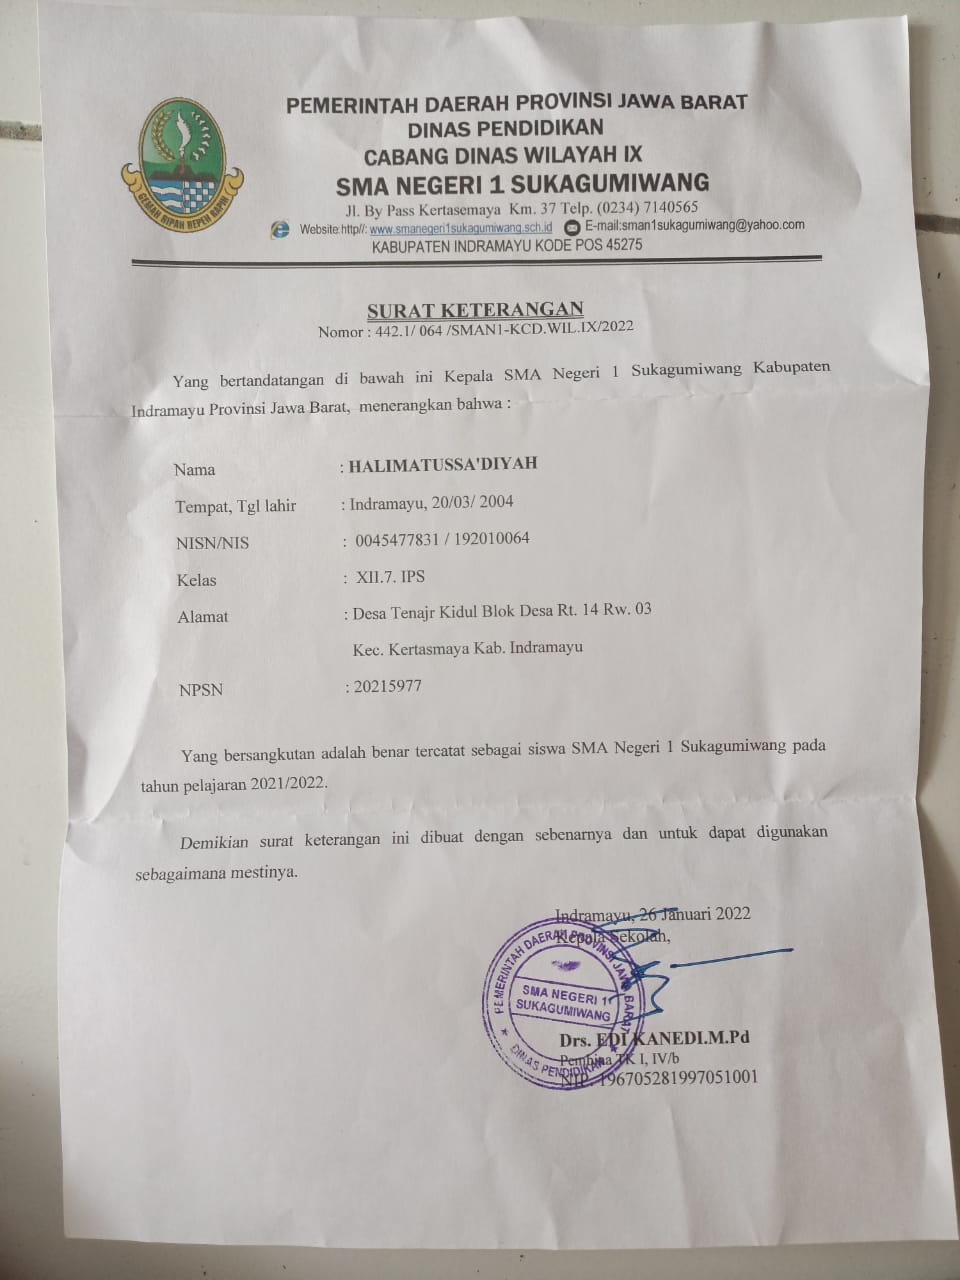 PEMERINTAH DAERAH PROVINSI JAWA BARAT
DINAS PENDIDIKAN
CABANG DINAS WILAYAH IX
SMA NEGERI 1 SUKAGUMIWANG
Jl. By Pass Kertasemaya Km. 37 Telp. (0234) 7140565
Website:http//: www.smanegeri1sukagumiwang.sch.id E-mail:sman1sukagumiwang@yahoo.com
KABUPATEN INDRAMAYU KODE POS 45275
GEMAH RIPAH REPEH RAPIH
SURAT KETERANGAN
Nomor : 442.1/ 064 /SMAN1-KCD.WIL.IX/2022
Yang bertandatangan di bawah ini Kepala SMA Negeri 1 Sukagumiwang Kabupaten
Indramayu Provinsi Jawa Barat, menerangkan bahwa :
Nama : HALIMATUSSA'DIYAH
Tempat, Tgl lahir : Indramayu, 20/03/ 2004
NISN/NIS : 0045477831 / 192010064
Kelas : XII.7. IPS
Alamat : Desa Tenajr Kidul Blok Desa Rt. 14 Rw. 03
Kec. Kertasmaya Kab. Indramayu
NPSN : 20215977
Yang bersangkutan adalah benar tercatat sebagai siswa SMA Negeri 1 Sukagumiwang pada
tahun pelajaran 2021/2022.
Demikian surat keterangan ini dibuat dengan sebenarnya dan untuk dapat digunakan
sebagaimana mestinya.
Indramayu, 26 Januari 2022
Kepala Sekolah,
PEMERINTAH DAERAH PROVINSI JAWA BARAT
SMA NEGERI 1
SUKAGUMIWANG
DINAS PENDIDIKAN
Drs. EDI KANEDI.M.Pd
Pembina TK I, IV/b
NIP. 196705281997051001